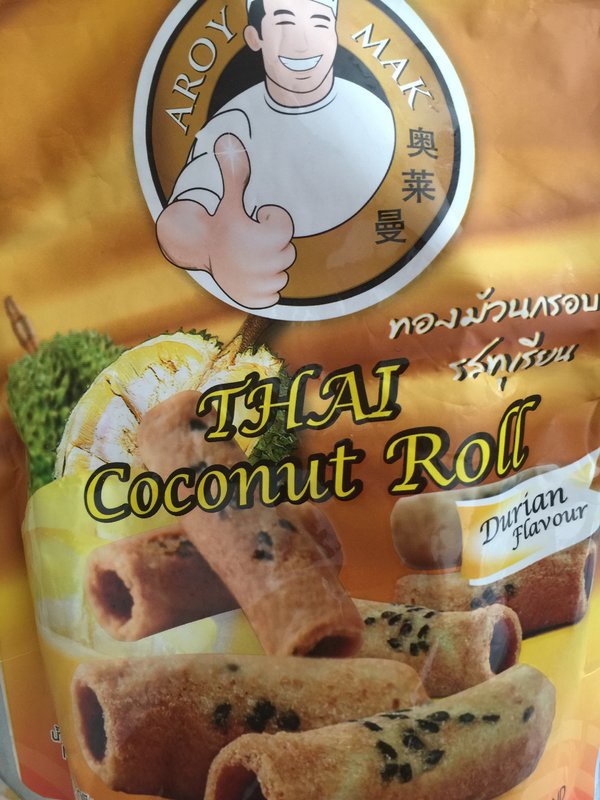 AROY MAK
奥莱曼
ทองม้วนกรอบ
รสทุเรียน
THAI
Coconut Roll
Durian
Flavour